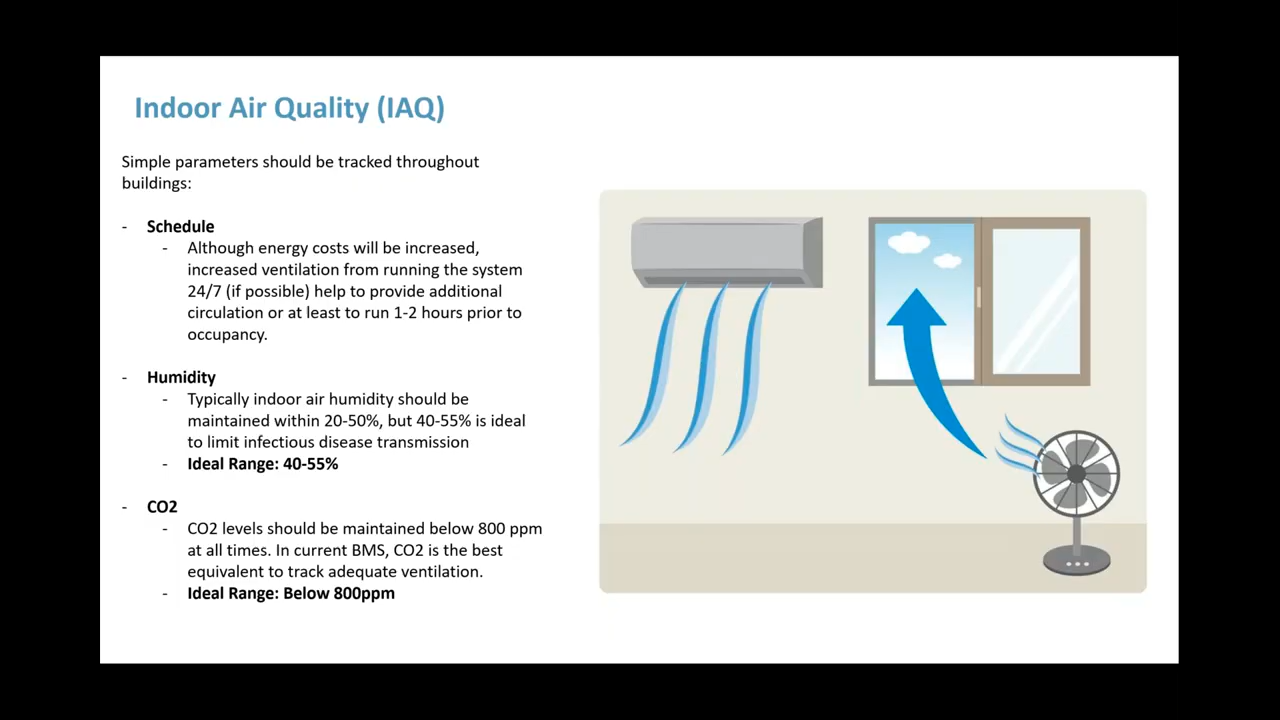 Indoor Air Quality (IAQ)
Simple parameters should be tracked throughout
buildings:
- Schedule
- Although energy costs will be increased,
increased ventilation from running the system
24/7 (if possible) help to provide additional
circulation or at least to run 1-2 hours prior to
occupancy.
- Humidity
- Typically indoor air humidity should be
maintained within 20-50%, but 40-55% is ideal
to limit infectious disease transmission
- Ideal Range: 40-55%
- CO2
- CO2 levels should be maintained below 800 ppm
at all times. In current BMS, CO2 is the best
equivalent to track adequate ventilation.
- Ideal Range: Below 800ppm